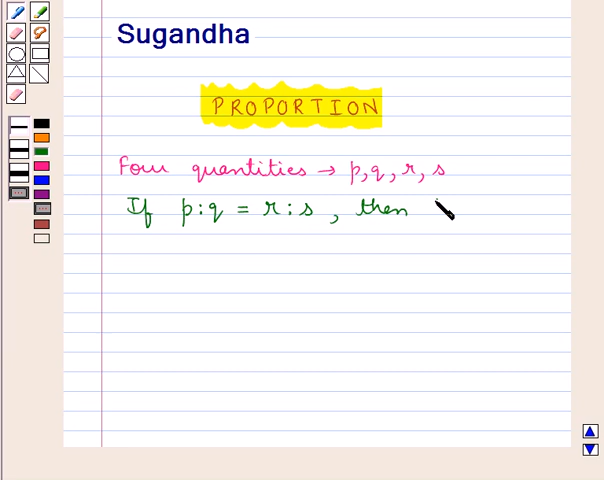 Sugandha
PROPORTION
Four quantities → p, q, r, s
If p : q = r : s , then